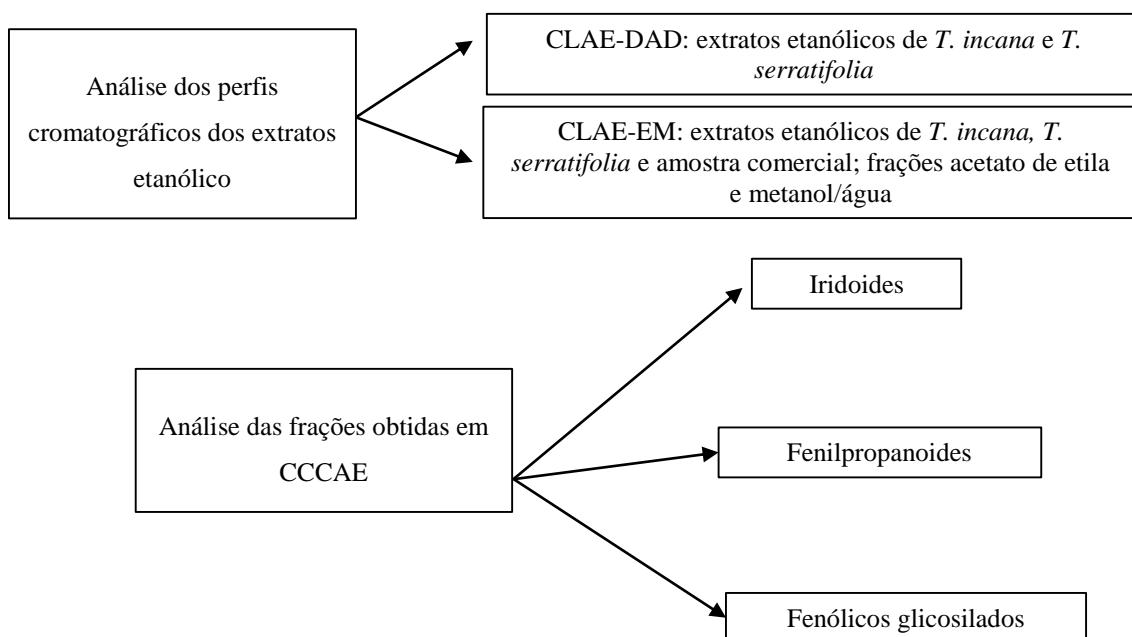 Análise dos perfis
cromatográficos dos extratos
etanólico
CLAE-DAD: extratos etanólicos de T. incana e T.
serratifolia
CLAE-EM: extratos etanólicos de T. incana, T.
serratifolia e amostra comercial; frações acetato de etila
e metanol/água
Análise das frações obtidas em
CCCAE
Iridoides
Fenilpropanoides
Fenólicos glicosilados